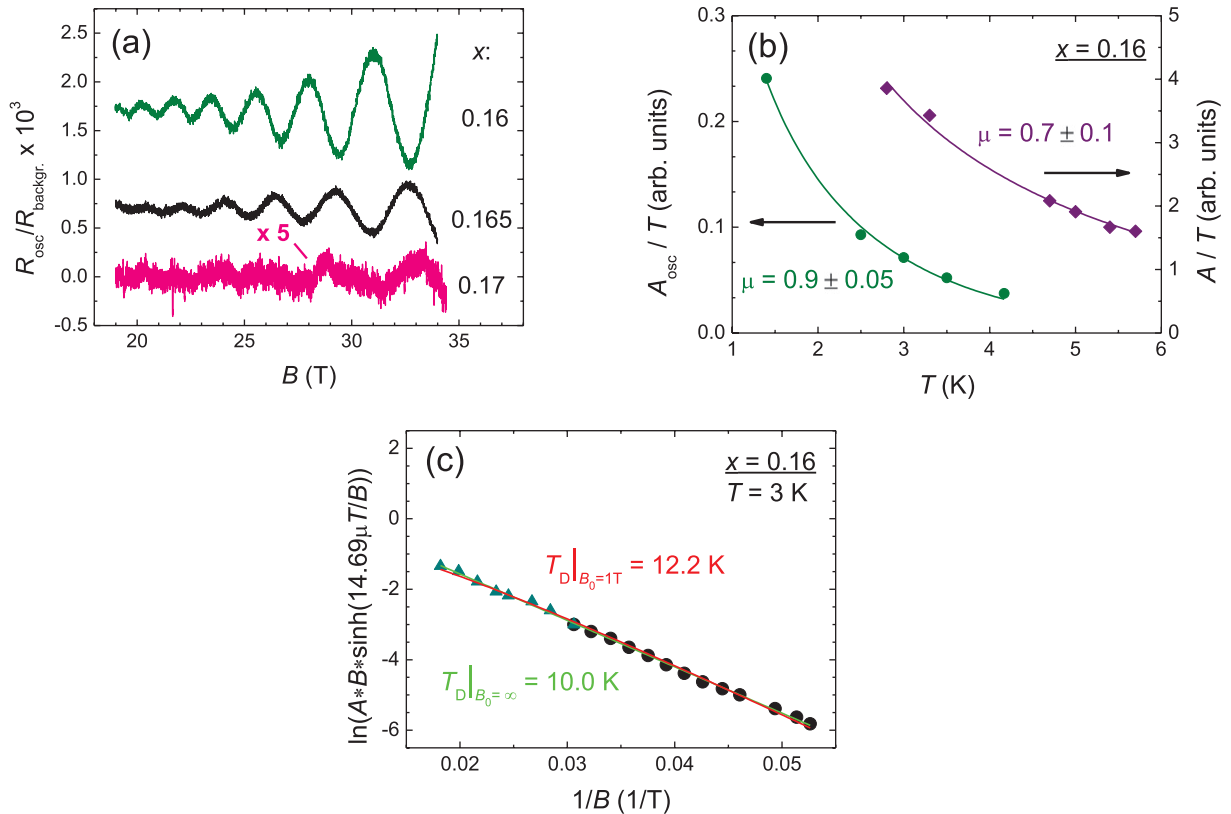 (a)
x:
0.16
0.165
x 5
0.17
2.5
2.0
1.5
1.0
0.5
0.0
-0.5
R_osc/R_backgr. x 10^3
20
25
30
35
B (T)
(b)
x = 0.16
μ = 0.7 ± 0.1
μ = 0.9 ± 0.05
0.3
0.2
0.1
0.0
A_osc / T (arb. units)
5
4
3
2
1
0
A / T (arb. units)
1
2
3
4
5
6
T (K)
(c)
x = 0.16
T = 3 K
T_D|_B₀=1T = 12.2 K
T_D|_B₀=∞ = 10.0 K
2
0
-2
-4
-6
ln(A*B*sinh(14.69μT/B))
0.02
0.03
0.04
0.05
1/B (1/T)